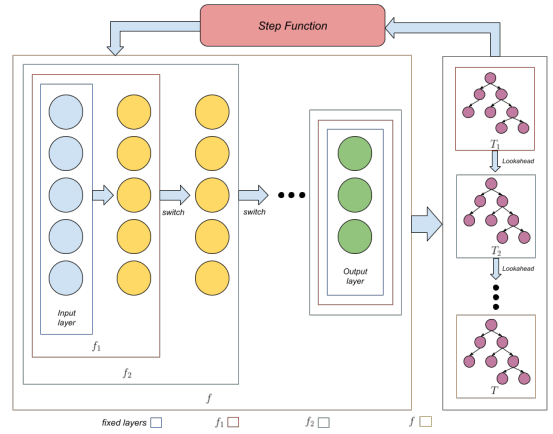 Step Function
T₁
Lookahead
switch
switch
T₂
Lookahead
Input
layer
Output
layer
f₁
f₂
T
f
fixed layers
f₁
f₂
f